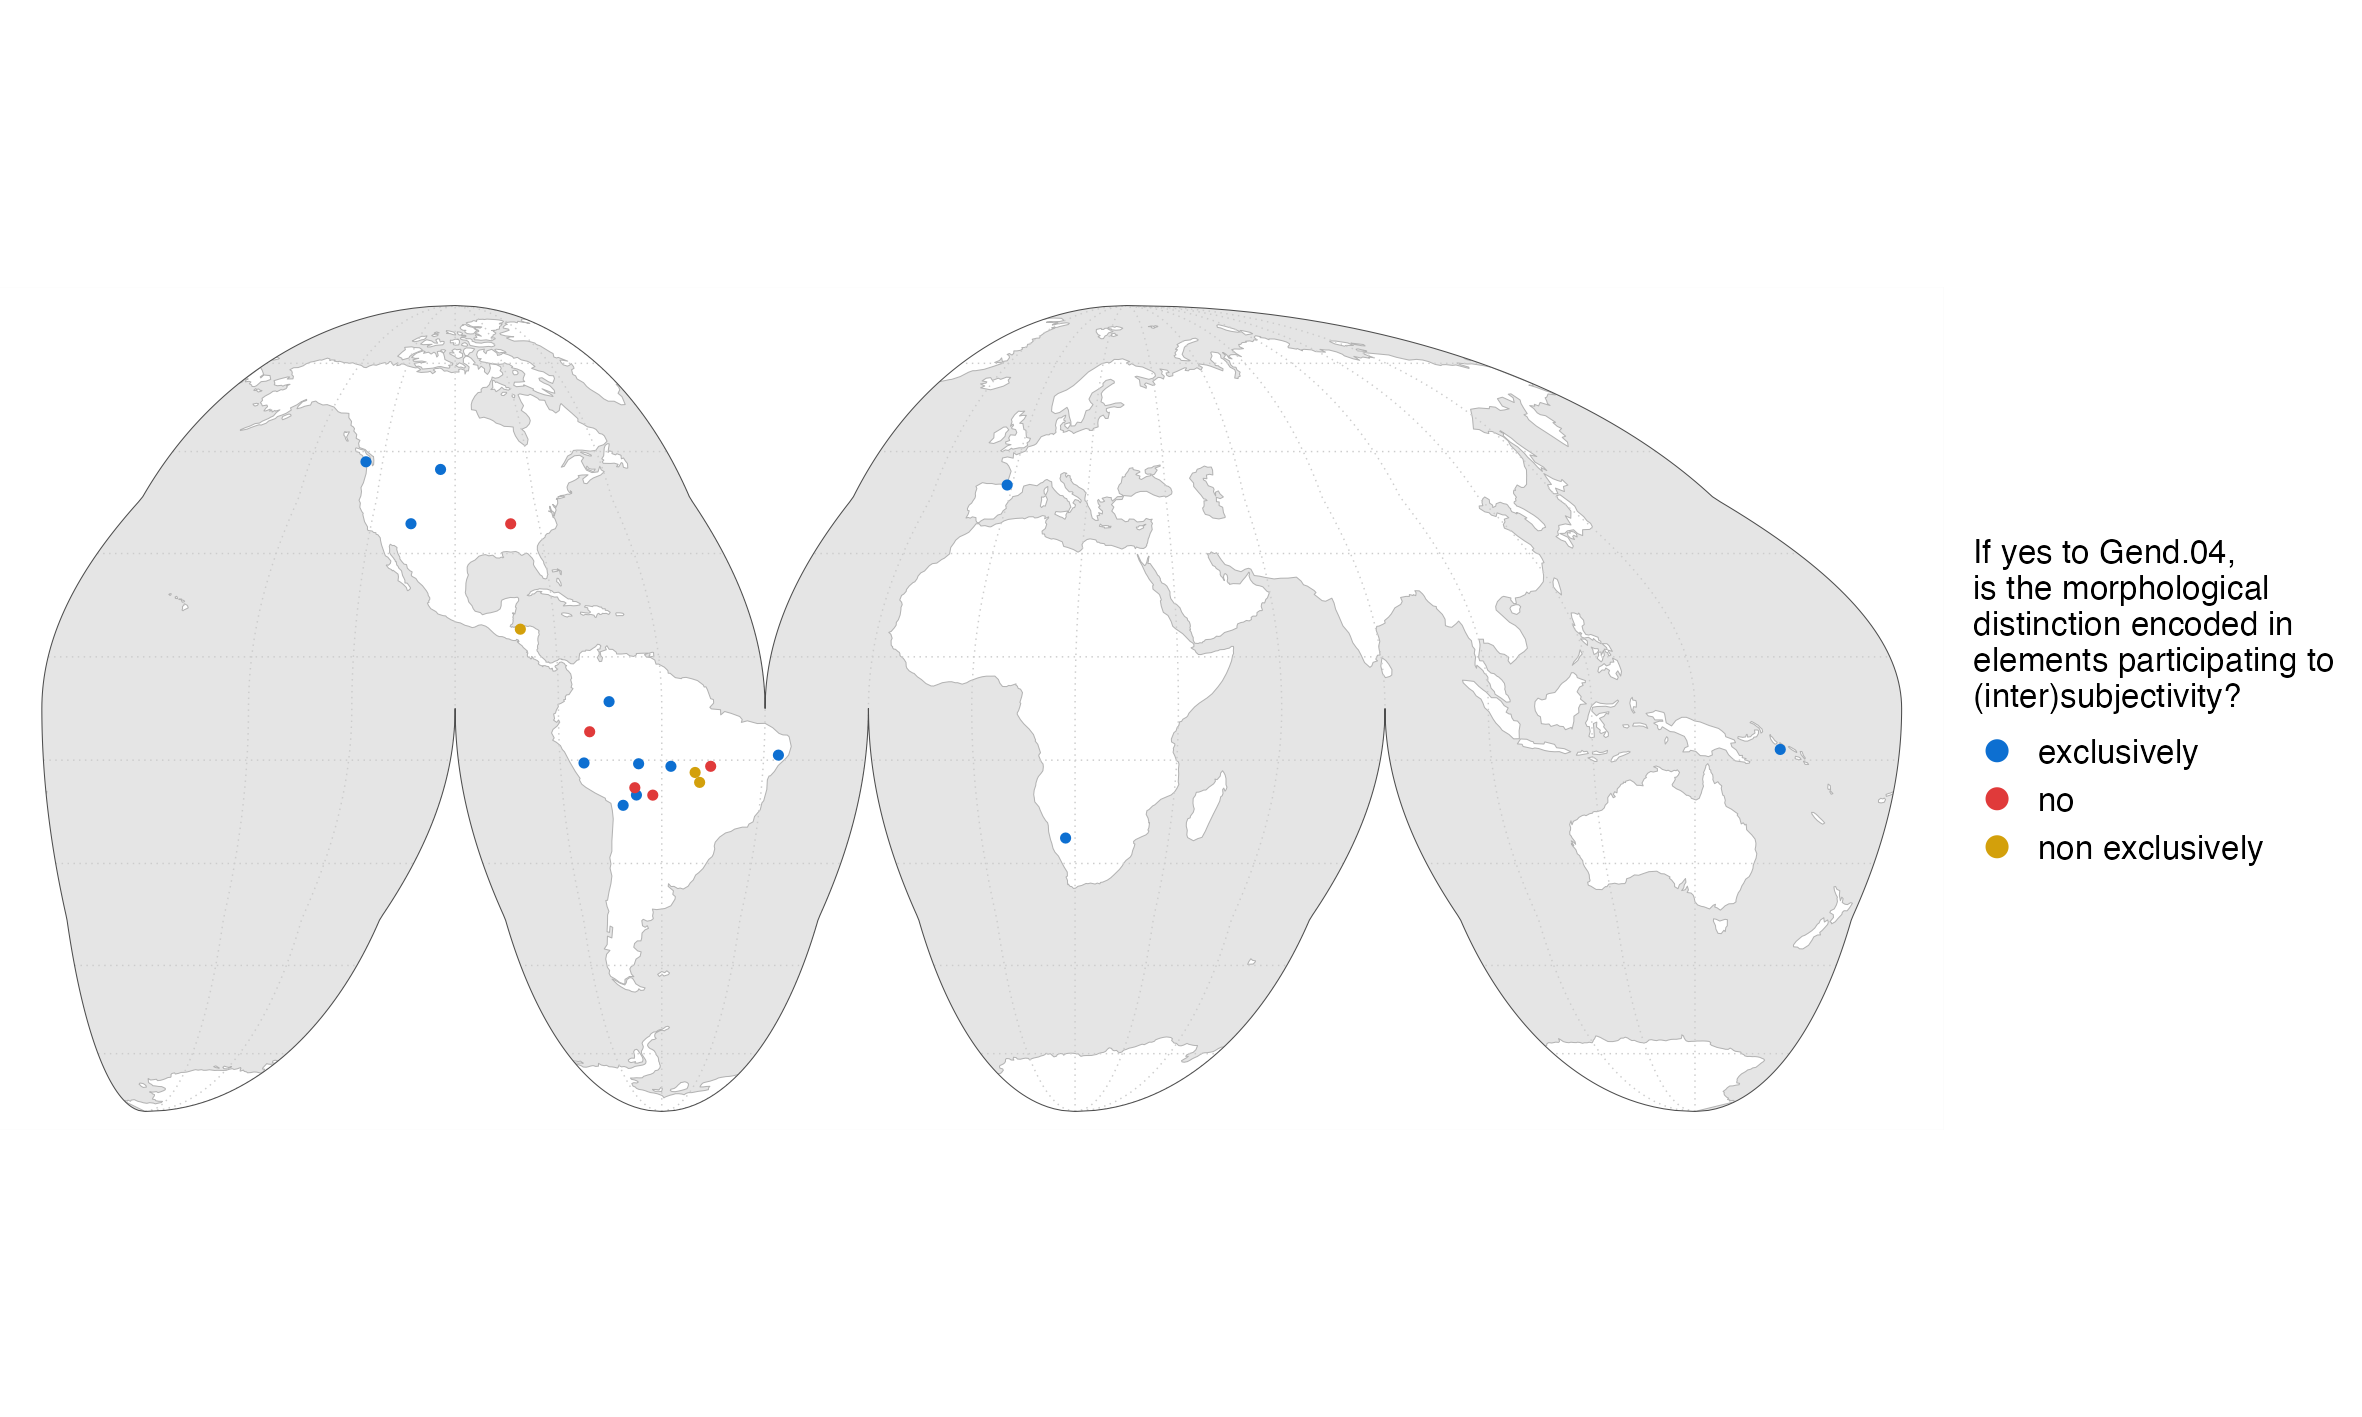 If yes to Gend.04,
is the morphological
distinction encoded in
elements participating to
(inter)subjectivity?
exclusively
no
non exclusively